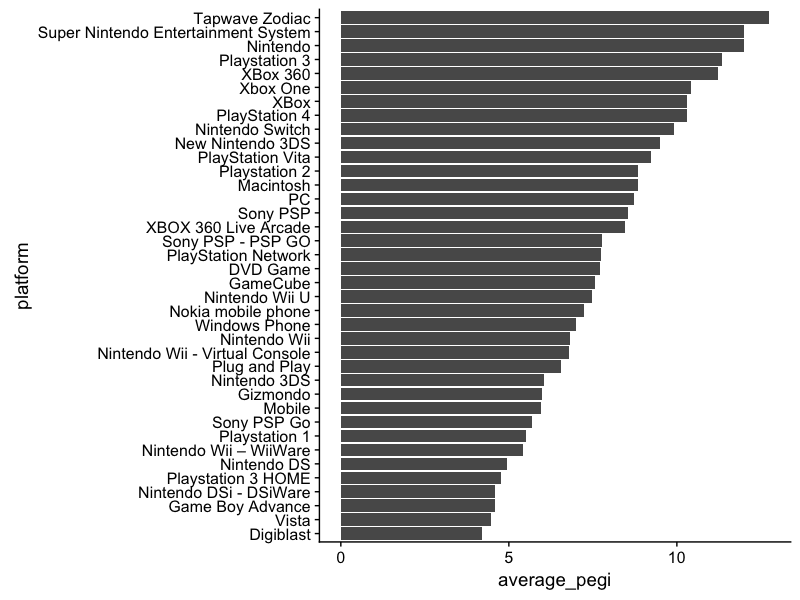 Tapwave Zodiac
Super Nintendo Entertainment System
Nintendo
Playstation 3
XBox 360
Xbox One
XBox
PlayStation 4
Nintendo Switch
New Nintendo 3DS
PlayStation Vita
Playstation 2
Macintosh
PC
Sony PSP
XBOX 360 Live Arcade
Sony PSP - PSP GO
PlayStation Network
DVD Game
GameCube
Nintendo Wii U
Nokia mobile phone
Windows Phone
Nintendo Wii
Nintendo Wii - Virtual Console
Plug and Play
Nintendo 3DS
Gizmondo
Mobile
Sony PSP Go
Playstation 1
Nintendo Wii – WiiWare
Nintendo DS
Playstation 3 HOME
Nintendo DSi - DSiWare
Game Boy Advance
Vista
Digiblast
platform
0 5 10
average_pegi